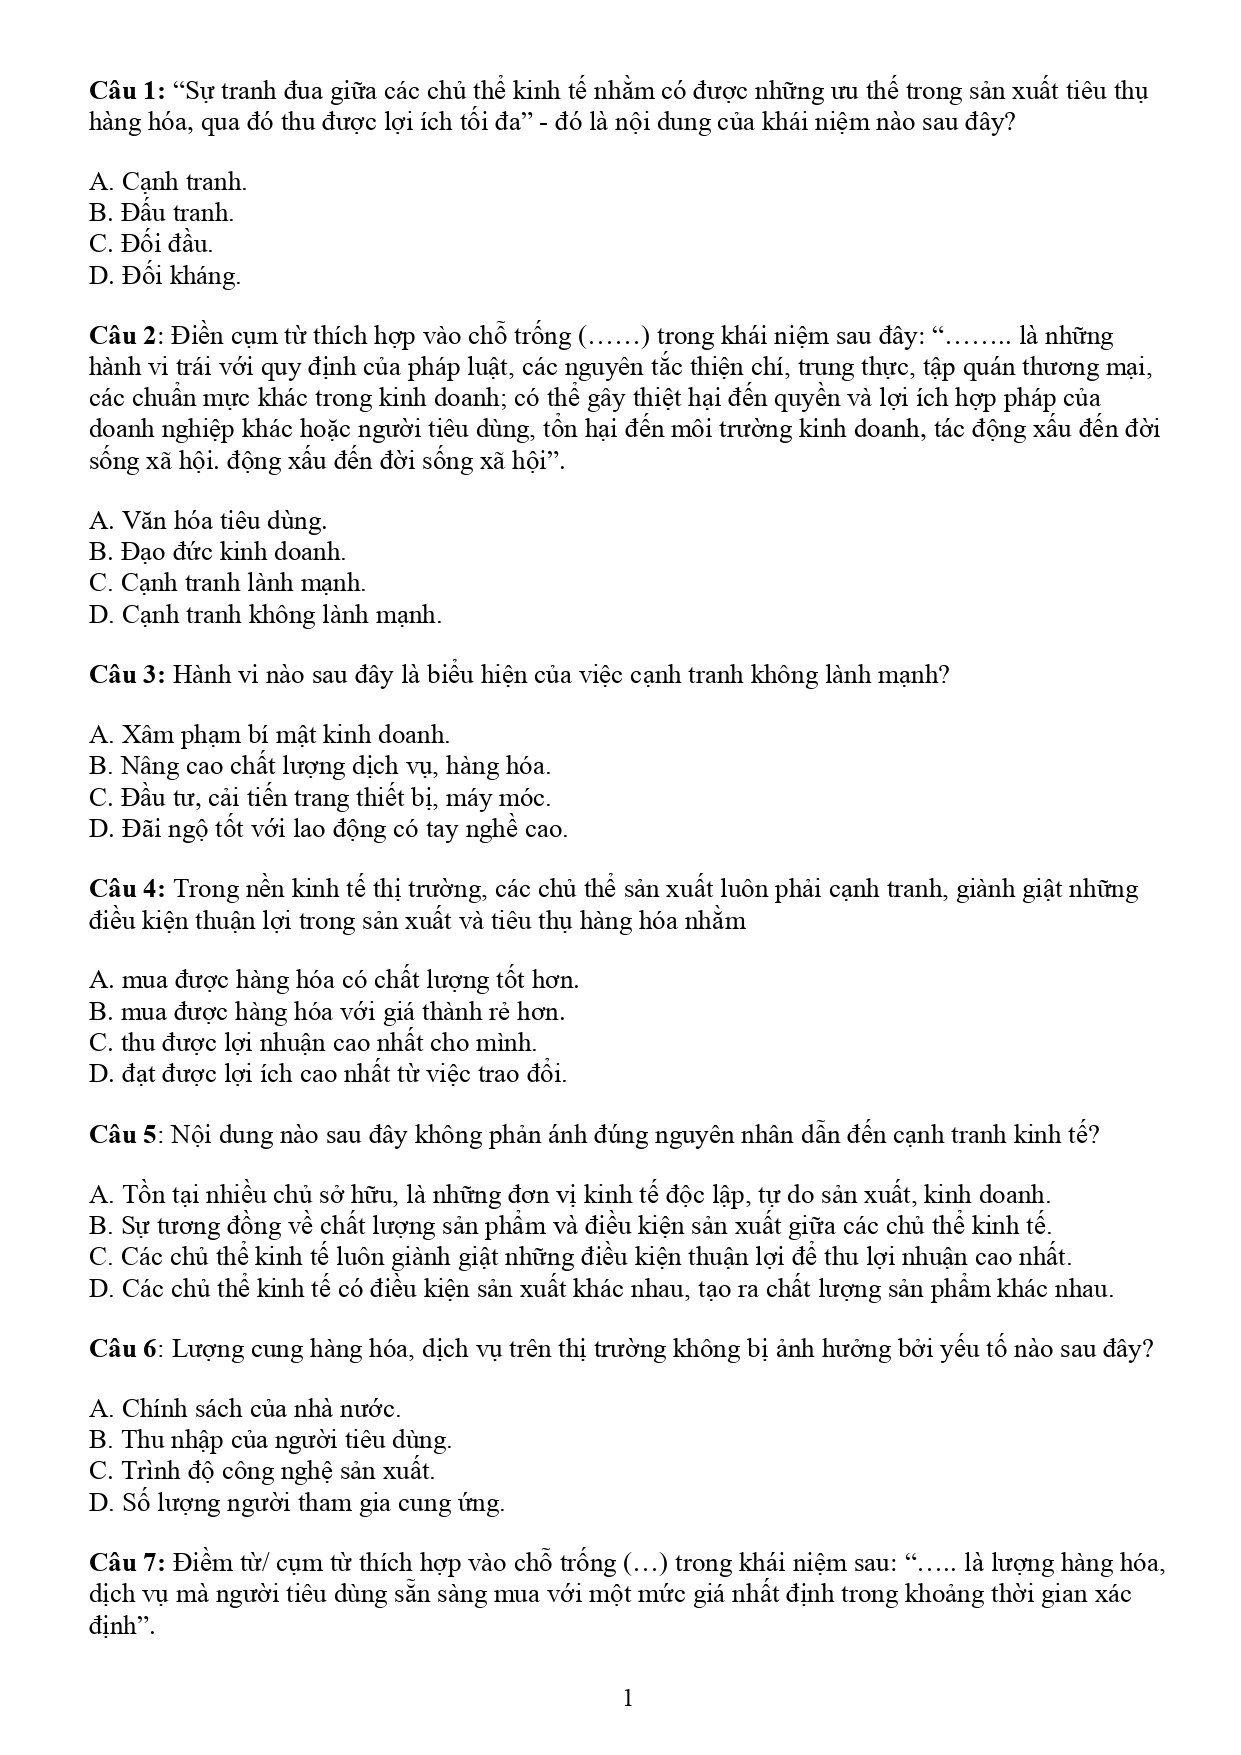 Câu 1: “Sự tranh đua giữa các chủ thể kinh tế nhằm có được những ưu thế trong sản xuất tiêu thụ
hàng hóa, qua đó thu được lợi ích tối đa” - đó là nội dung của khái niệm nào sau đây?
A. Cạnh tranh.
B. Đấu tranh.
C. Đối đầu.
D. Đối kháng.
Câu 2: Điền cụm từ thích hợp vào chỗ trống (……) trong khái niệm sau đây: “…….. là những
hành vi trái với quy định của pháp luật, các nguyên tắc thiện chí, trung thực, tập quán thương mại,
các chuẩn mực khác trong kinh doanh; có thể gây thiệt hại đến quyền và lợi ích hợp pháp của
doanh nghiệp khác hoặc người tiêu dùng, tổn hại đến môi trường kinh doanh, tác động xấu đến đời
sống xã hội. động xấu đến đời sống xã hội”.
A. Văn hóa tiêu dùng.
B. Đạo đức kinh doanh.
C. Cạnh tranh lành mạnh.
D. Cạnh tranh không lành mạnh.
Câu 3: Hành vi nào sau đây là biểu hiện của việc cạnh tranh không lành mạnh?
A. Xâm phạm bí mật kinh doanh.
B. Nâng cao chất lượng dịch vụ, hàng hóa.
C. Đầu tư, cải tiến trang thiết bị, máy móc.
D. Đãi ngộ tốt với lao động có tay nghề cao.
Câu 4: Trong nền kinh tế thị trường, các chủ thể sản xuất luôn phải cạnh tranh, giành giật những
điều kiện thuận lợi trong sản xuất và tiêu thụ hàng hóa nhằm
A. mua được hàng hóa có chất lượng tốt hơn.
B. mua được hàng hóa với giá thành rẻ hơn.
C. thu được lợi nhuận cao nhất cho mình.
D. đạt được lợi ích cao nhất từ việc trao đổi.
Câu 5: Nội dung nào sau đây không phản ánh đúng nguyên nhân dẫn đến cạnh tranh kinh tế?
A. Tồn tại nhiều chủ sở hữu, là những đơn vị kinh tế độc lập, tự do sản xuất, kinh doanh.
B. Sự tương đồng về chất lượng sản phẩm và điều kiện sản xuất giữa các chủ thể kinh tế.
C. Các chủ thể kinh tế luôn giành giật những điều kiện thuận lợi để thu lợi nhuận cao nhất.
D. Các chủ thể kinh tế có điều kiện sản xuất khác nhau, tạo ra chất lượng sản phẩm khác nhau.
Câu 6: Lượng cung hàng hóa, dịch vụ trên thị trường không bị ảnh hưởng bởi yếu tố nào sau đây?
A. Chính sách của nhà nước.
B. Thu nhập của người tiêu dùng.
C. Trình độ công nghệ sản xuất.
D. Số lượng người tham gia cung ứng.
Câu 7: Điềm từ/ cụm từ thích hợp vào chỗ trống (…) trong khái niệm sau: “….. là lượng hàng hóa,
dịch vụ mà người tiêu dùng sẵn sàng mua với một mức giá nhất định trong khoảng thời gian xác
định”.
1